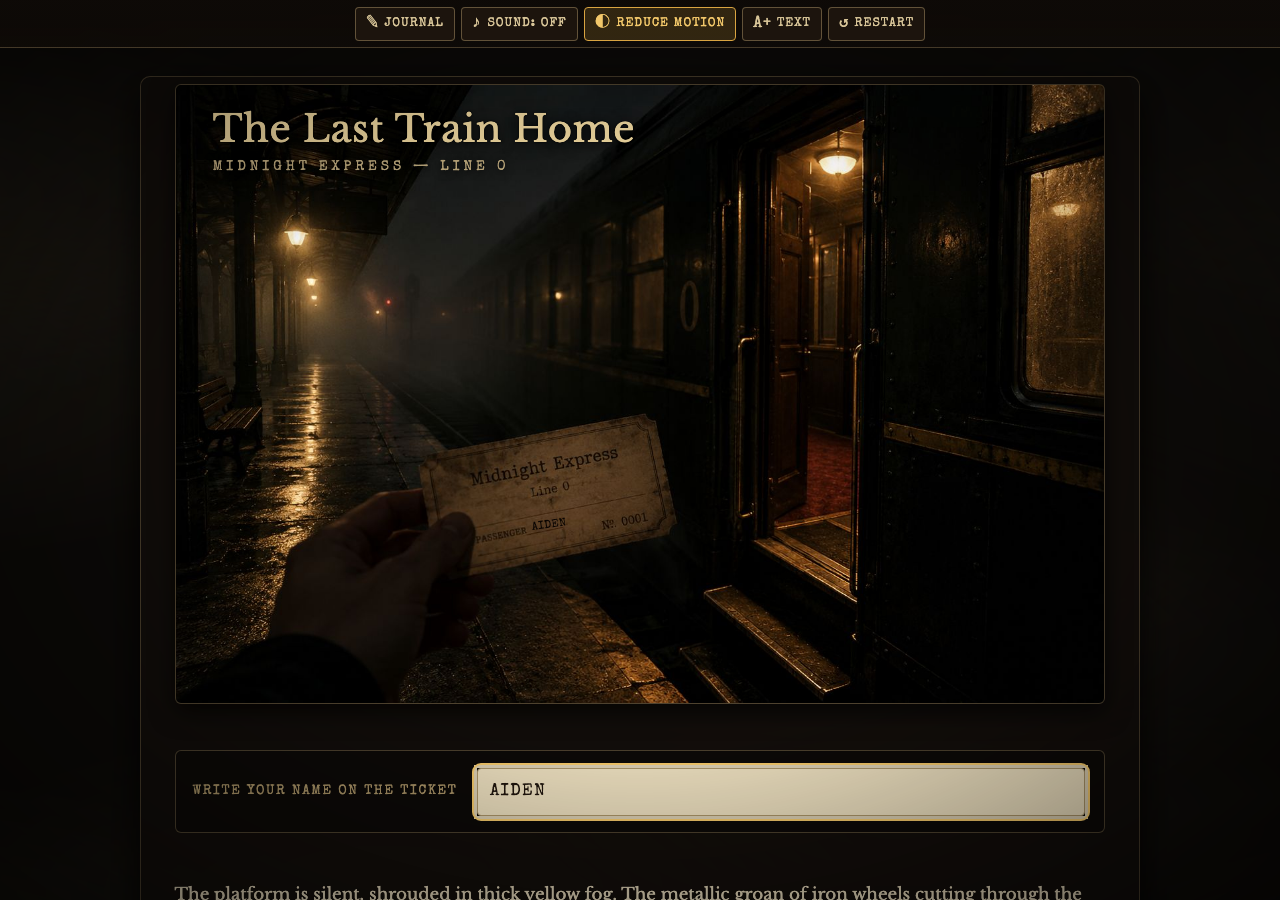 ✎ JOURNAL
♪ SOUND: OFF
◐ REDUCE MOTION
A+ TEXT
↺ RESTART
The Last Train Home
MIDNIGHT EXPRESS — LINE 0
0
Midnight Express
Line 0
PASSENGER AIDEN
Nº. 0001
WRITE YOUR NAME ON THE TICKET
AIDEN
The platform is silent, shrouded in thick yellow fog. The metallic groan of iron wheels cutting through the